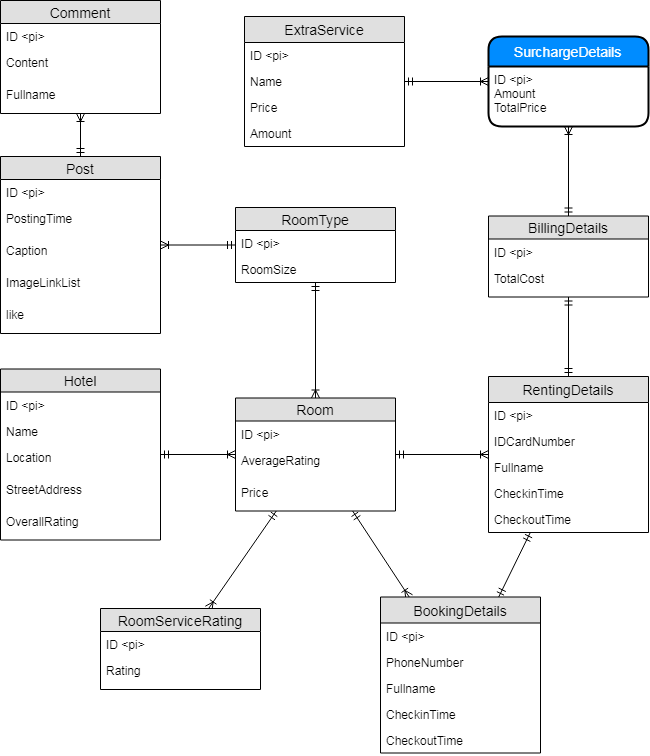 Comment
ID <pi>
Content
Fullname
ExtraService
ID <pi>
Name
Price
Amount
SurchargeDetails
ID <pi>
Amount
TotalPrice
Post
ID <pi>
PostingTime
Caption
ImageLinkList
like
RoomType
ID <pi>
RoomSize
BillingDetails
ID <pi>
TotalCost
Hotel
ID <pi>
Name
Location
StreetAddress
OverallRating
Room
ID <pi>
AverageRating
Price
RentingDetails
ID <pi>
IDCardNumber
Fullname
CheckinTime
CheckoutTime
RoomServiceRating
ID <pi>
Rating
BookingDetails
ID <pi>
PhoneNumber
Fullname
CheckinTime
CheckoutTime